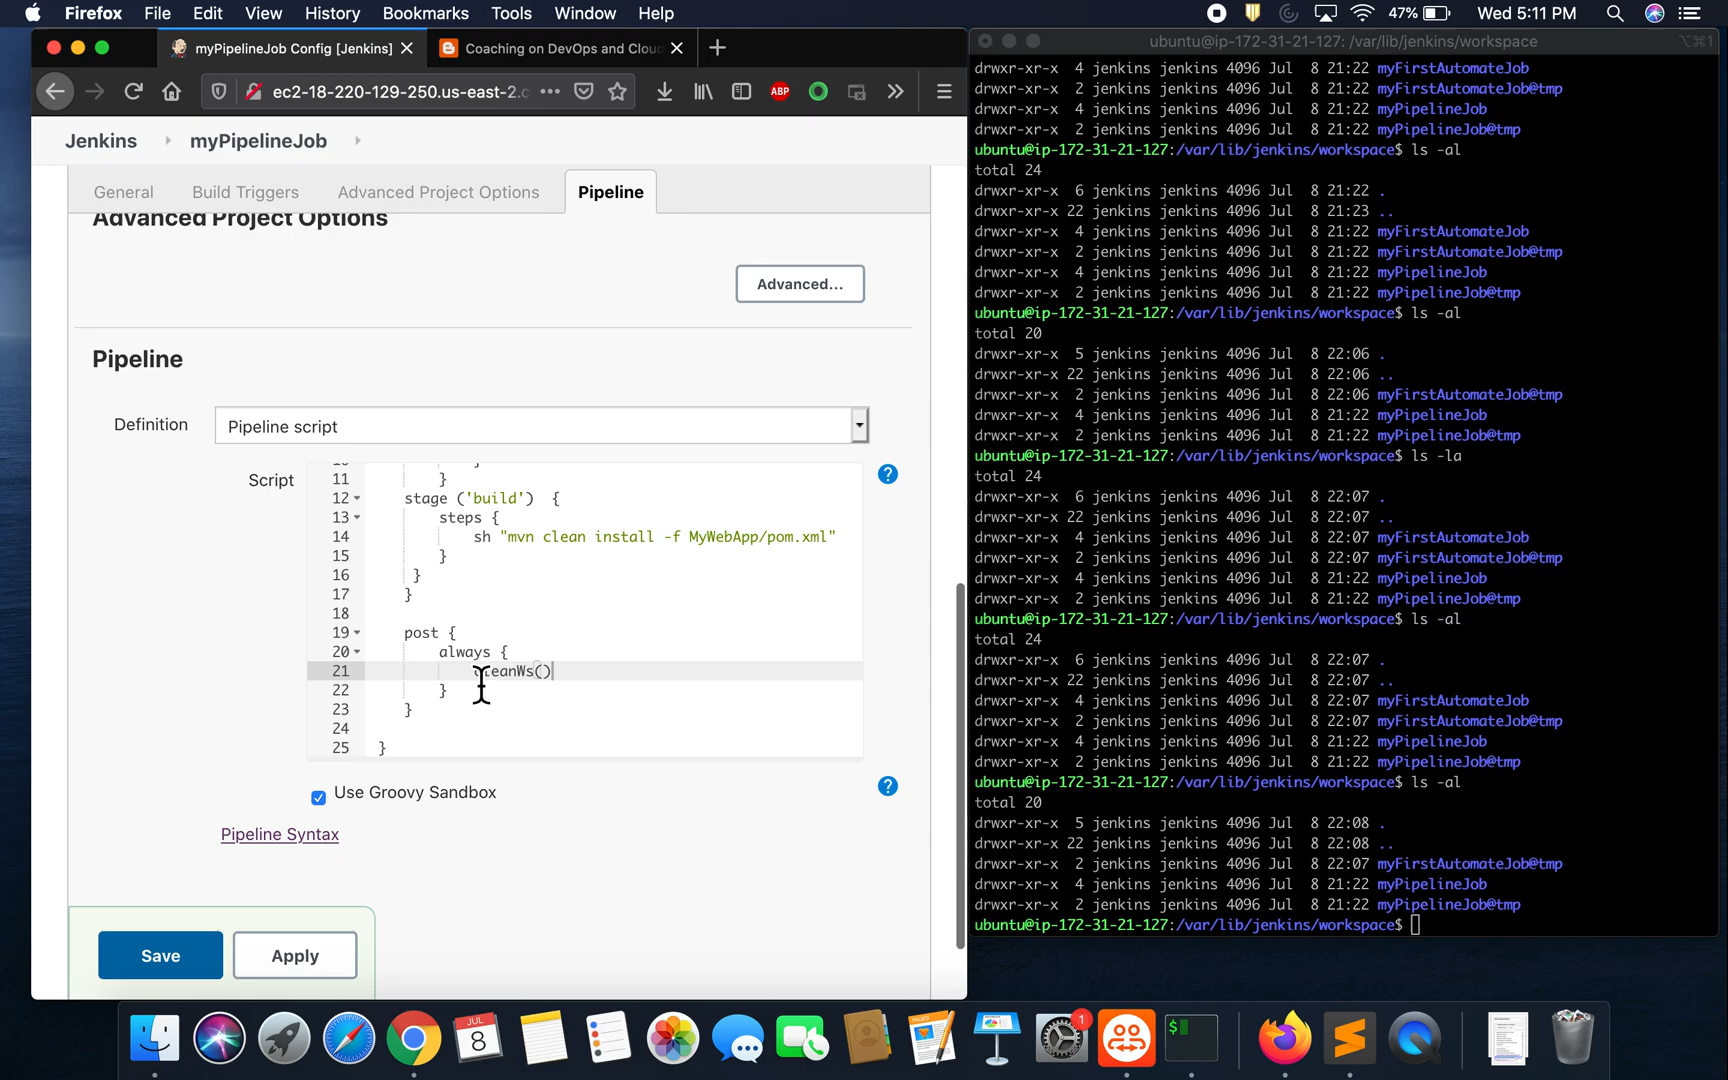 Firefox File Edit View History Bookmarks Tools Window Help 47% Wed 5:11 PM
myPipelineJob Config [Jenkins]
Coaching on DevOps and Clou
ubuntu@ip-172-31-21-127: /var/lib/jenkins/workspace
⌥⌘1
ec2-18-220-129-250.us-east-2.c
ABP
Jenkins myPipelineJob
General Build Triggers Advanced Project Options Pipeline
Advanced Project Options
Advanced...
Pipeline
Definition Pipeline script
Script
11 }
12 stage ('build') {
13 steps {
14 sh "mvn clean install -f MyWebApp/pom.xml"
15 }
16 }
17 }
18
19 post {
20 always {
21 cleanWs()
22 }
23 }
24
25 }
Use Groovy Sandbox
Pipeline Syntax
Save Apply
drwxr-xr-x 4 jenkins jenkins 4096 Jul 8 21:22 myFirstAutomateJob
drwxr-xr-x 2 jenkins jenkins 4096 Jul 8 21:22 myFirstAutomateJob@tmp
drwxr-xr-x 4 jenkins jenkins 4096 Jul 8 21:22 myPipelineJob
drwxr-xr-x 2 jenkins jenkins 4096 Jul 8 21:22 myPipelineJob@tmp
ubuntu@ip-172-31-21-127:/var/lib/jenkins/workspace$ ls -al
total 24
drwxr-xr-x 6 jenkins jenkins 4096 Jul 8 21:22 .
drwxr-xr-x 22 jenkins jenkins 4096 Jul 8 21:23 ..
drwxr-xr-x 4 jenkins jenkins 4096 Jul 8 21:22 myFirstAutomateJob
drwxr-xr-x 2 jenkins jenkins 4096 Jul 8 21:22 myFirstAutomateJob@tmp
drwxr-xr-x 4 jenkins jenkins 4096 Jul 8 21:22 myPipelineJob
drwxr-xr-x 2 jenkins jenkins 4096 Jul 8 21:22 myPipelineJob@tmp
ubuntu@ip-172-31-21-127:/var/lib/jenkins/workspace$ ls -al
total 20
drwxr-xr-x 5 jenkins jenkins 4096 Jul 8 22:06 .
drwxr-xr-x 22 jenkins jenkins 4096 Jul 8 22:06 ..
drwxr-xr-x 2 jenkins jenkins 4096 Jul 8 22:06 myFirstAutomateJob@tmp
drwxr-xr-x 4 jenkins jenkins 4096 Jul 8 21:22 myPipelineJob
drwxr-xr-x 2 jenkins jenkins 4096 Jul 8 21:22 myPipelineJob@tmp
ubuntu@ip-172-31-21-127:/var/lib/jenkins/workspace$ ls -la
total 24
drwxr-xr-x 6 jenkins jenkins 4096 Jul 8 22:07 .
drwxr-xr-x 22 jenkins jenkins 4096 Jul 8 22:07 ..
drwxr-xr-x 4 jenkins jenkins 4096 Jul 8 22:07 myFirstAutomateJob
drwxr-xr-x 2 jenkins jenkins 4096 Jul 8 22:07 myFirstAutomateJob@tmp
drwxr-xr-x 4 jenkins jenkins 4096 Jul 8 21:22 myPipelineJob
drwxr-xr-x 2 jenkins jenkins 4096 Jul 8 21:22 myPipelineJob@tmp
ubuntu@ip-172-31-21-127:/var/lib/jenkins/workspace$ ls -al
total 24
drwxr-xr-x 6 jenkins jenkins 4096 Jul 8 22:07 .
drwxr-xr-x 22 jenkins jenkins 4096 Jul 8 22:07 ..
drwxr-xr-x 4 jenkins jenkins 4096 Jul 8 22:07 myFirstAutomateJob
drwxr-xr-x 2 jenkins jenkins 4096 Jul 8 22:07 myFirstAutomateJob@tmp
drwxr-xr-x 4 jenkins jenkins 4096 Jul 8 21:22 myPipelineJob
drwxr-xr-x 2 jenkins jenkins 4096 Jul 8 21:22 myPipelineJob@tmp
ubuntu@ip-172-31-21-127:/var/lib/jenkins/workspace$ ls -al
total 20
drwxr-xr-x 5 jenkins jenkins 4096 Jul 8 22:08 .
drwxr-xr-x 22 jenkins jenkins 4096 Jul 8 22:08 ..
drwxr-xr-x 2 jenkins jenkins 4096 Jul 8 22:07 myFirstAutomateJob@tmp
drwxr-xr-x 4 jenkins jenkins 4096 Jul 8 21:22 myPipelineJob
drwxr-xr-x 2 jenkins jenkins 4096 Jul 8 21:22 myPipelineJob@tmp
ubuntu@ip-172-31-21-127:/var/lib/jenkins/workspace$
JUL
8
1
$